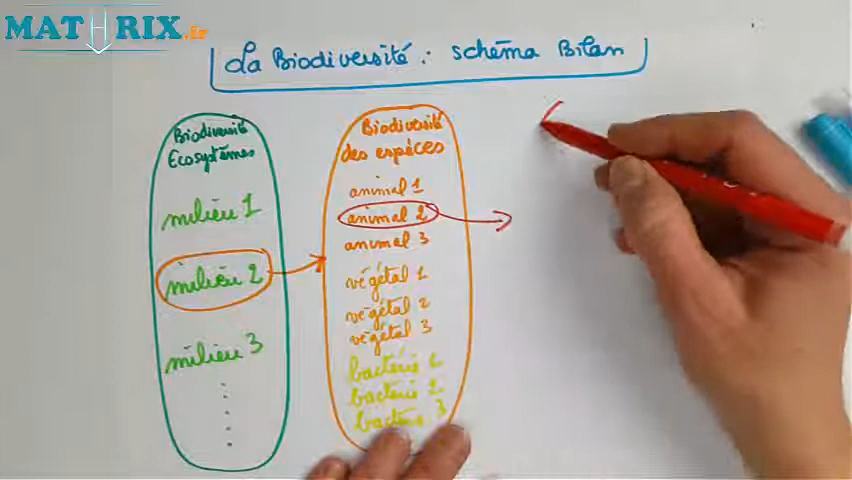 MATHRIX.fr
La Biodiversité : schéma Bilan
Biodiversité
Ecosystèmes
milieu 1
milieu 2
milieu 3
Biodiversité
des espèces
animal 1
animal 2
animal 3
végétal 1
végétal 2
végétal 3
bactérie 1
bactérie 2
bactérie 3